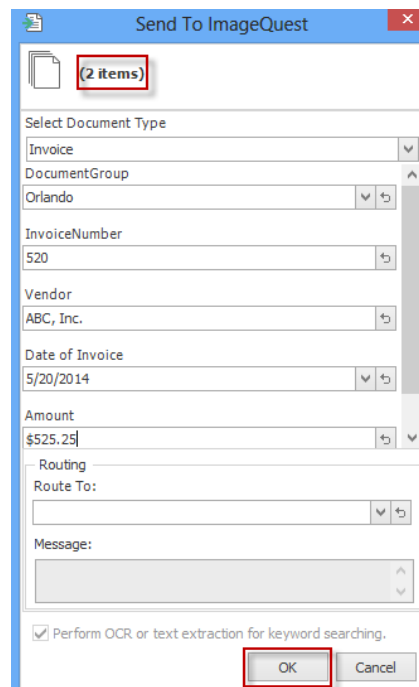 Send To ImageQuest
(2 items)
Select Document Type
Invoice
DocumentGroup
Orlando
InvoiceNumber
520
Vendor
ABC, Inc.
Date of Invoice
5/20/2014
Amount
$525.25
Routing
Route To:
Message:
Perform OCR or text extraction for keyword searching.
OK Cancel